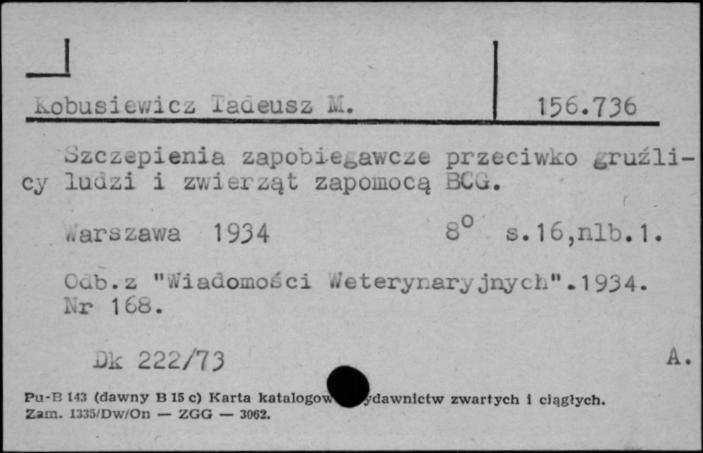 Kobusiewicz Tadeusz M. 156.736
Szczepienia zapobiegawcze przeciwko gruźli-
cy ludzi i zwierząt zapomocą BCG.
Warszawa 1934 8° s.16,nlb.1.
Odb.z "Wiadomości Weterynaryjnych".1934.
Nr 168.
Dk 222/73 A.
Pu-B 143 (dawny B 15 c) Karta katalogow ydawnictw zwartych i ciągłych.
Zam. 1335/Dw/On — ZGG — 3062.